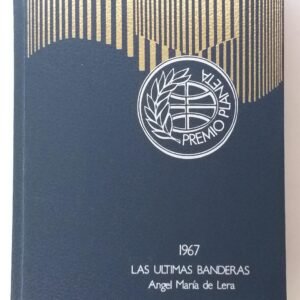 PREMIO PLANETA
1967
LAS ULTIMAS BANDERAS
Angel María de Lera